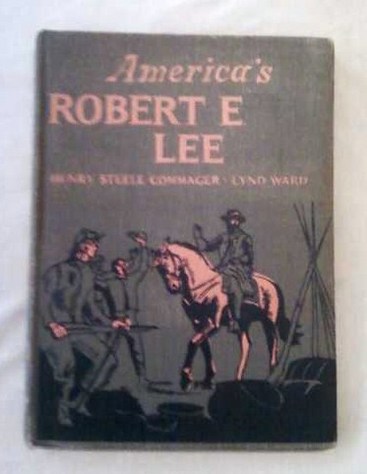 America's
ROBERT E.
LEE
HENRY STEELE COMMAGER · LYND WARD